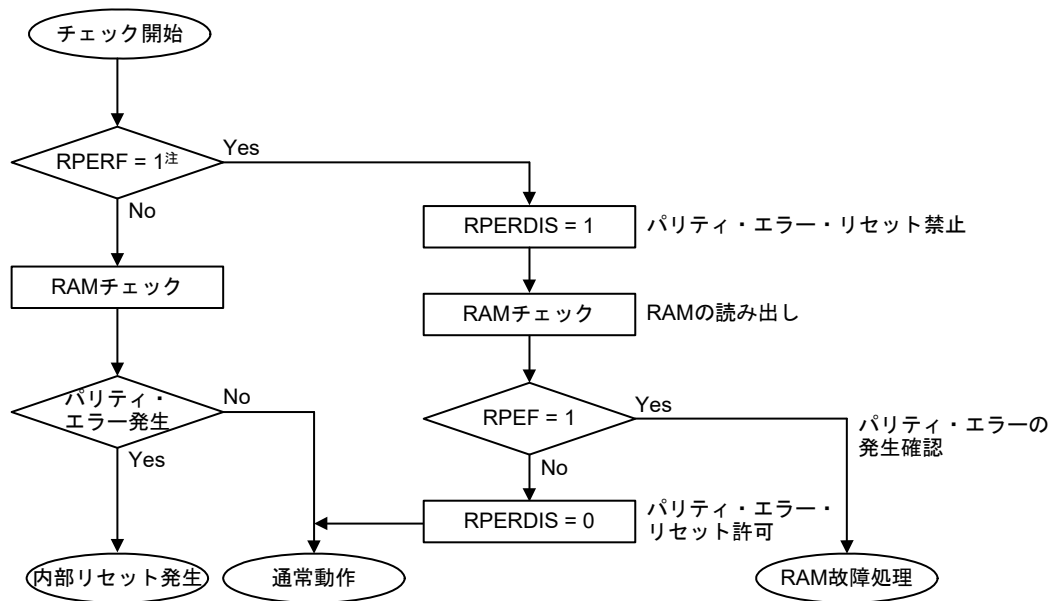 チェック開始
RPERF = 1注
Yes
No
RPERDIS = 1
パリティ・エラー・リセット禁止
RAMチェック
RAMチェック
RAMの読み出し
パリティ・
エラー発生
No
Yes
RPEF = 1
Yes
No
パリティ・エラーの
発生確認
RPERDIS = 0
パリティ・エラー・
リセット許可
内部リセット発生
通常動作
RAM故障処理